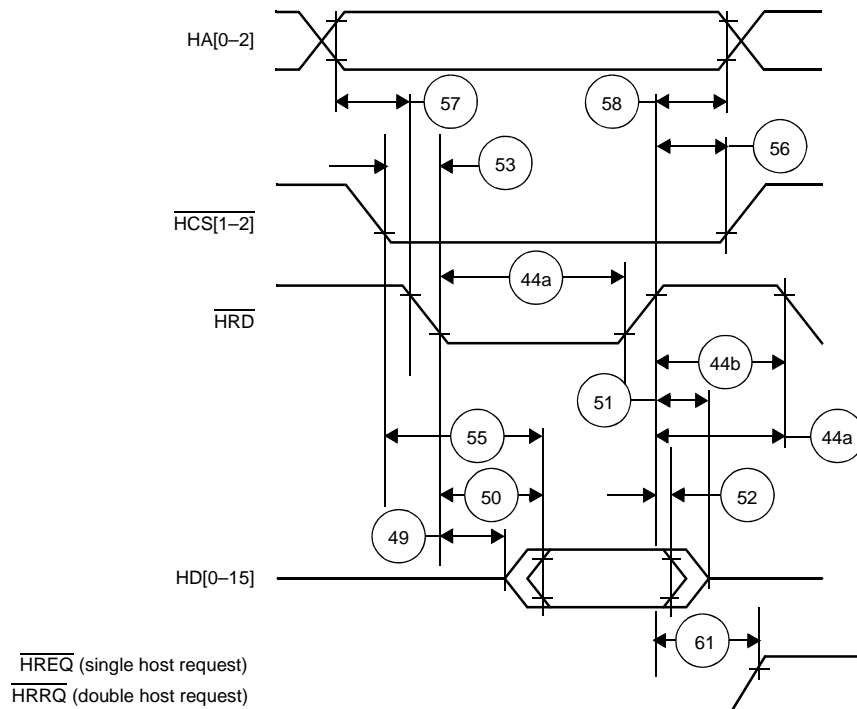 HA[0–2]
57
58
53
56
HCS[1–2]
44a
HRD
44b
51
55
44a
50
52
49
HD[0–15]
61
HREQ (single host request)
HRRQ (double host request)